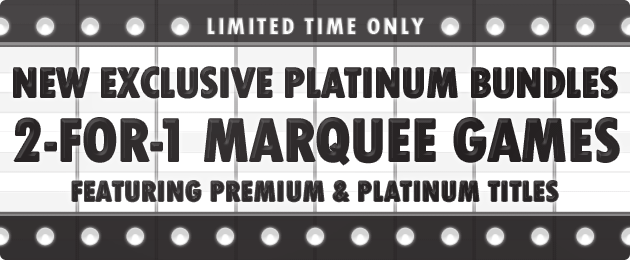 LIMITED TIME ONLY
NEW EXCLUSIVE PLATINUM BUNDLES
2-FOR-1 MARQUEE GAMES
FEATURING PREMIUM & PLATINUM TITLES